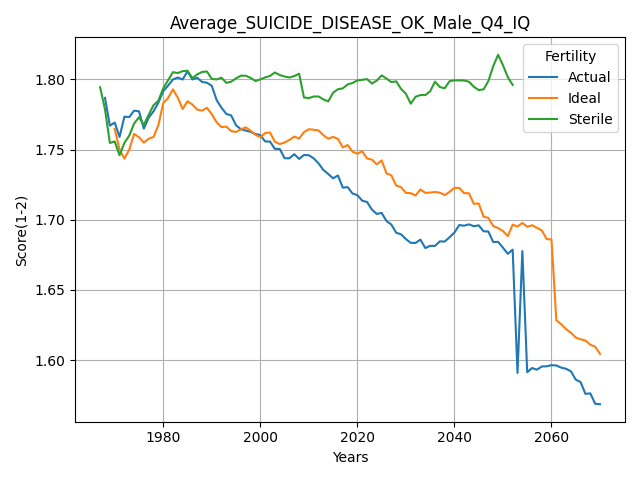 Average_SUICIDE_DISEASE_OK_Male_Q4_IQ
Fertility
Actual
Ideal
Sterile
Score(1-2)
1.80
1.75
1.70
1.65
1.60
1980
2000
2020
2040
2060
Years